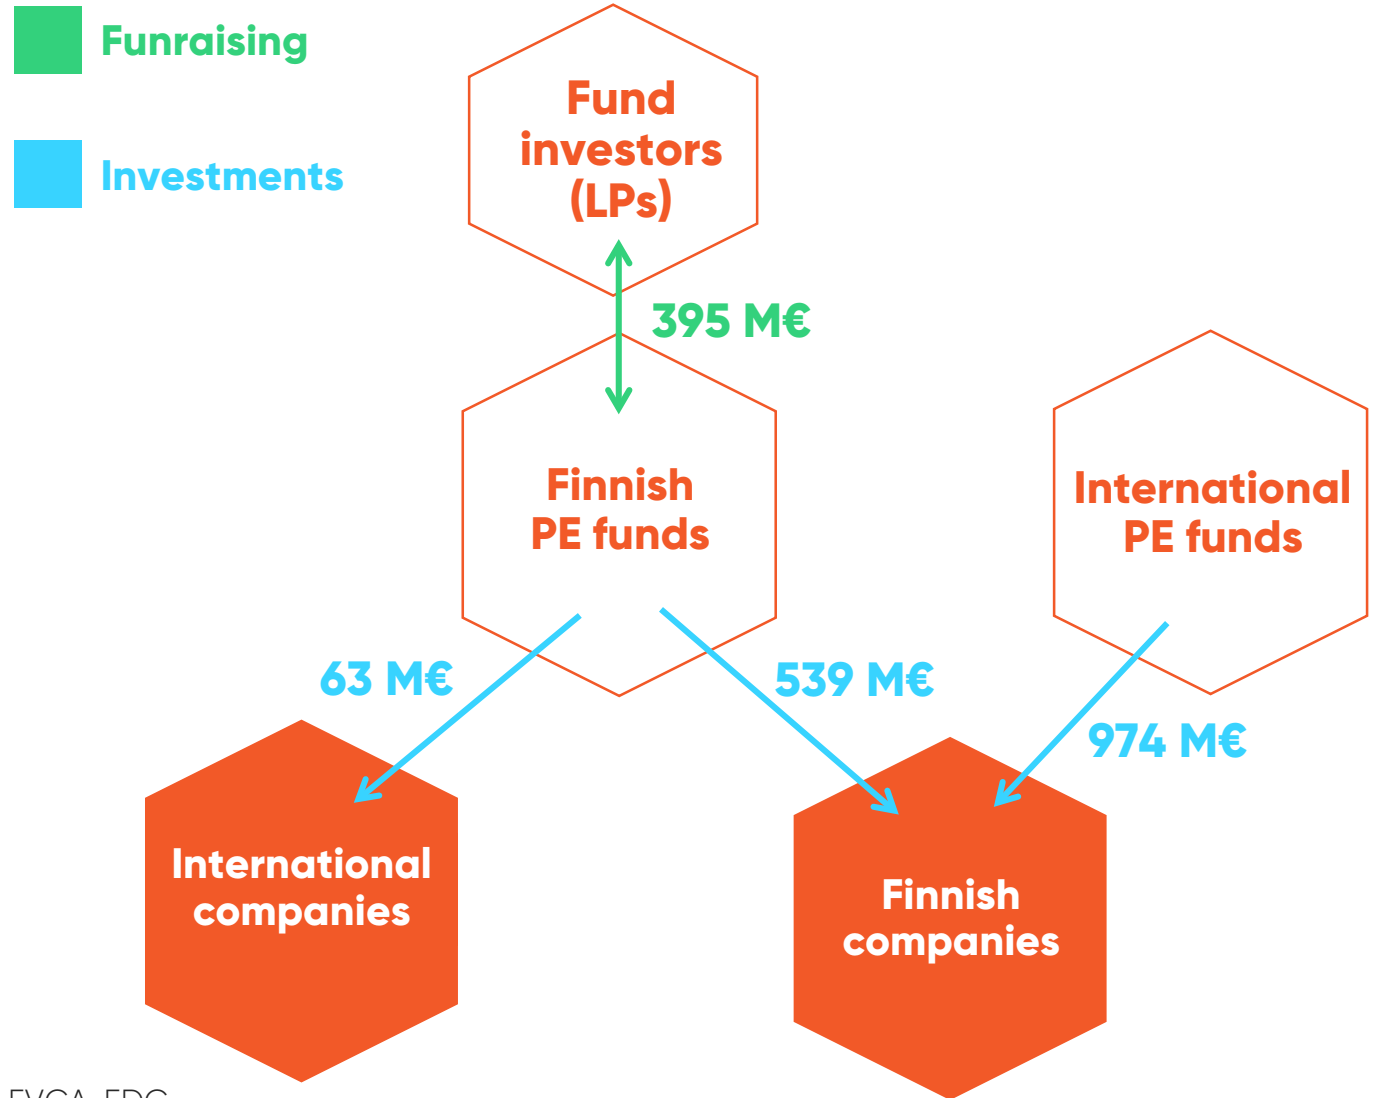 Funraising
Investments
Fund
investors
(LPs)
395 M€
Finnish
PE funds
International
PE funds
63 M€
539 M€
974 M€
International
companies
Finnish
companies